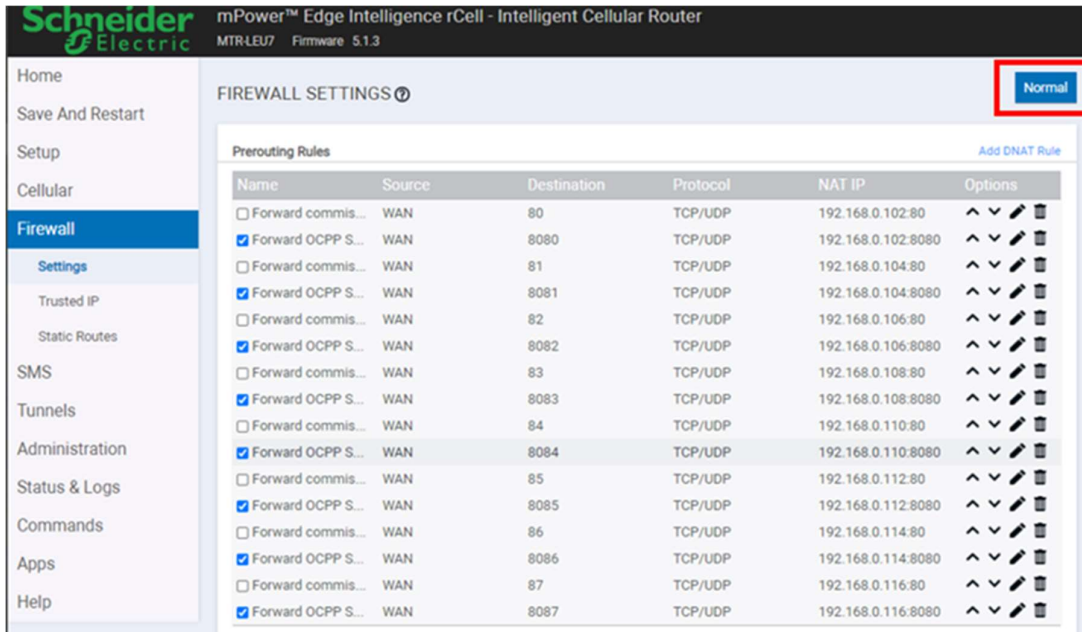 Schneider Electric
mPower™ Edge Intelligence rCell - Intelligent Cellular Router
MTR-LEU7 Firmware 5.1.3
Home
Save And Restart
Setup
Cellular
Firewall
Settings
Trusted IP
Static Routes
SMS
Tunnels
Administration
Status & Logs
Commands
Apps
Help
FIREWALL SETTINGS
Normal
Prerouting Rules Add DNAT Rule
Name Source Destination Protocol NAT IP Options
Forward commis... WAN 80 TCP/UDP 192.168.0.102:80
Forward OCPP S... WAN 8080 TCP/UDP 192.168.0.102:8080
Forward commis... WAN 81 TCP/UDP 192.168.0.104:80
Forward OCPP S... WAN 8081 TCP/UDP 192.168.0.104:8080
Forward commis... WAN 82 TCP/UDP 192.168.0.106:80
Forward OCPP S... WAN 8082 TCP/UDP 192.168.0.106:8080
Forward commis... WAN 83 TCP/UDP 192.168.0.108:80
Forward OCPP S... WAN 8083 TCP/UDP 192.168.0.108:8080
Forward commis... WAN 84 TCP/UDP 192.168.0.110:80
Forward OCPP S... WAN 8084 TCP/UDP 192.168.0.110:8080
Forward commis... WAN 85 TCP/UDP 192.168.0.112:80
Forward OCPP S... WAN 8085 TCP/UDP 192.168.0.112:8080
Forward commis... WAN 86 TCP/UDP 192.168.0.114:80
Forward OCPP S... WAN 8086 TCP/UDP 192.168.0.114:8080
Forward commis... WAN 87 TCP/UDP 192.168.0.116:80
Forward OCPP S... WAN 8087 TCP/UDP 192.168.0.116:8080